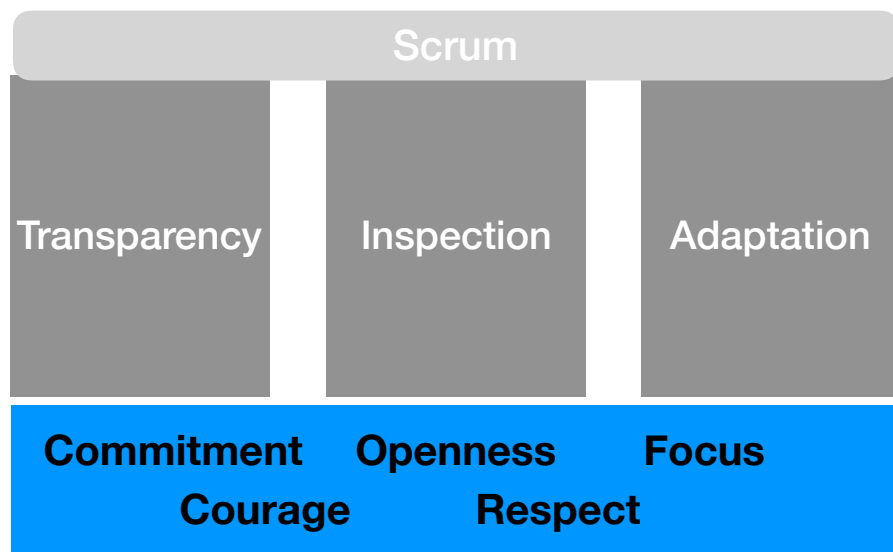 Scrum
Transparency Inspection Adaptation
Commitment Openness Focus
Courage Respect